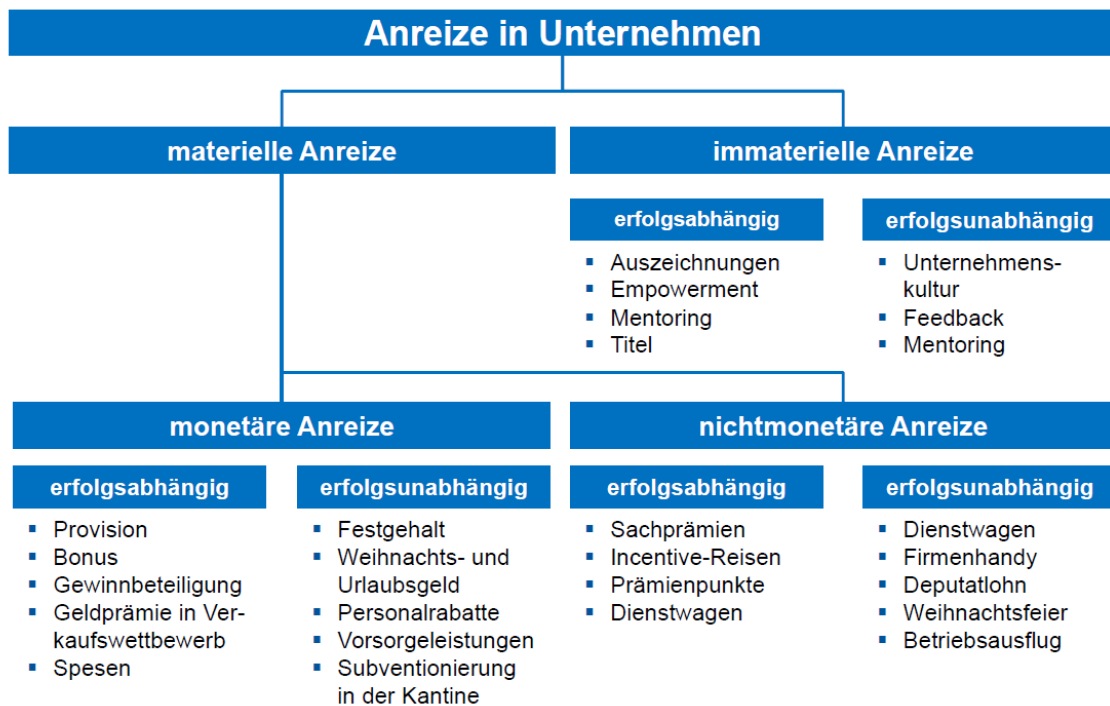 Anreize in Unternehmen
materielle Anreize
immaterielle Anreize
erfolgsabhängig
Auszeichnungen
Empowerment
Mentoring
Titel
erfolgsunabhängig
Unternehmens-
kultur
Feedback
Mentoring
monetäre Anreize
nichtmonetäre Anreize
erfolgsabhängig
Provision
Bonus
Gewinnbeteiligung
Geldprämie in Ver-
kaufswettbewerb
Spesen
erfolgsunabhängig
Festgehalt
Weihnachts- und
Urlaubsgeld
Personalrabatte
Vorsorgeleistungen
Subventionierung
in der Kantine
erfolgsabhängig
Sachprämien
Incentive-Reisen
Prämienpunkte
Dienstwagen
erfolgsunabhängig
Dienstwagen
Firmenhandy
Deputatlohn
Weihnachtsfeier
Betriebsausflug